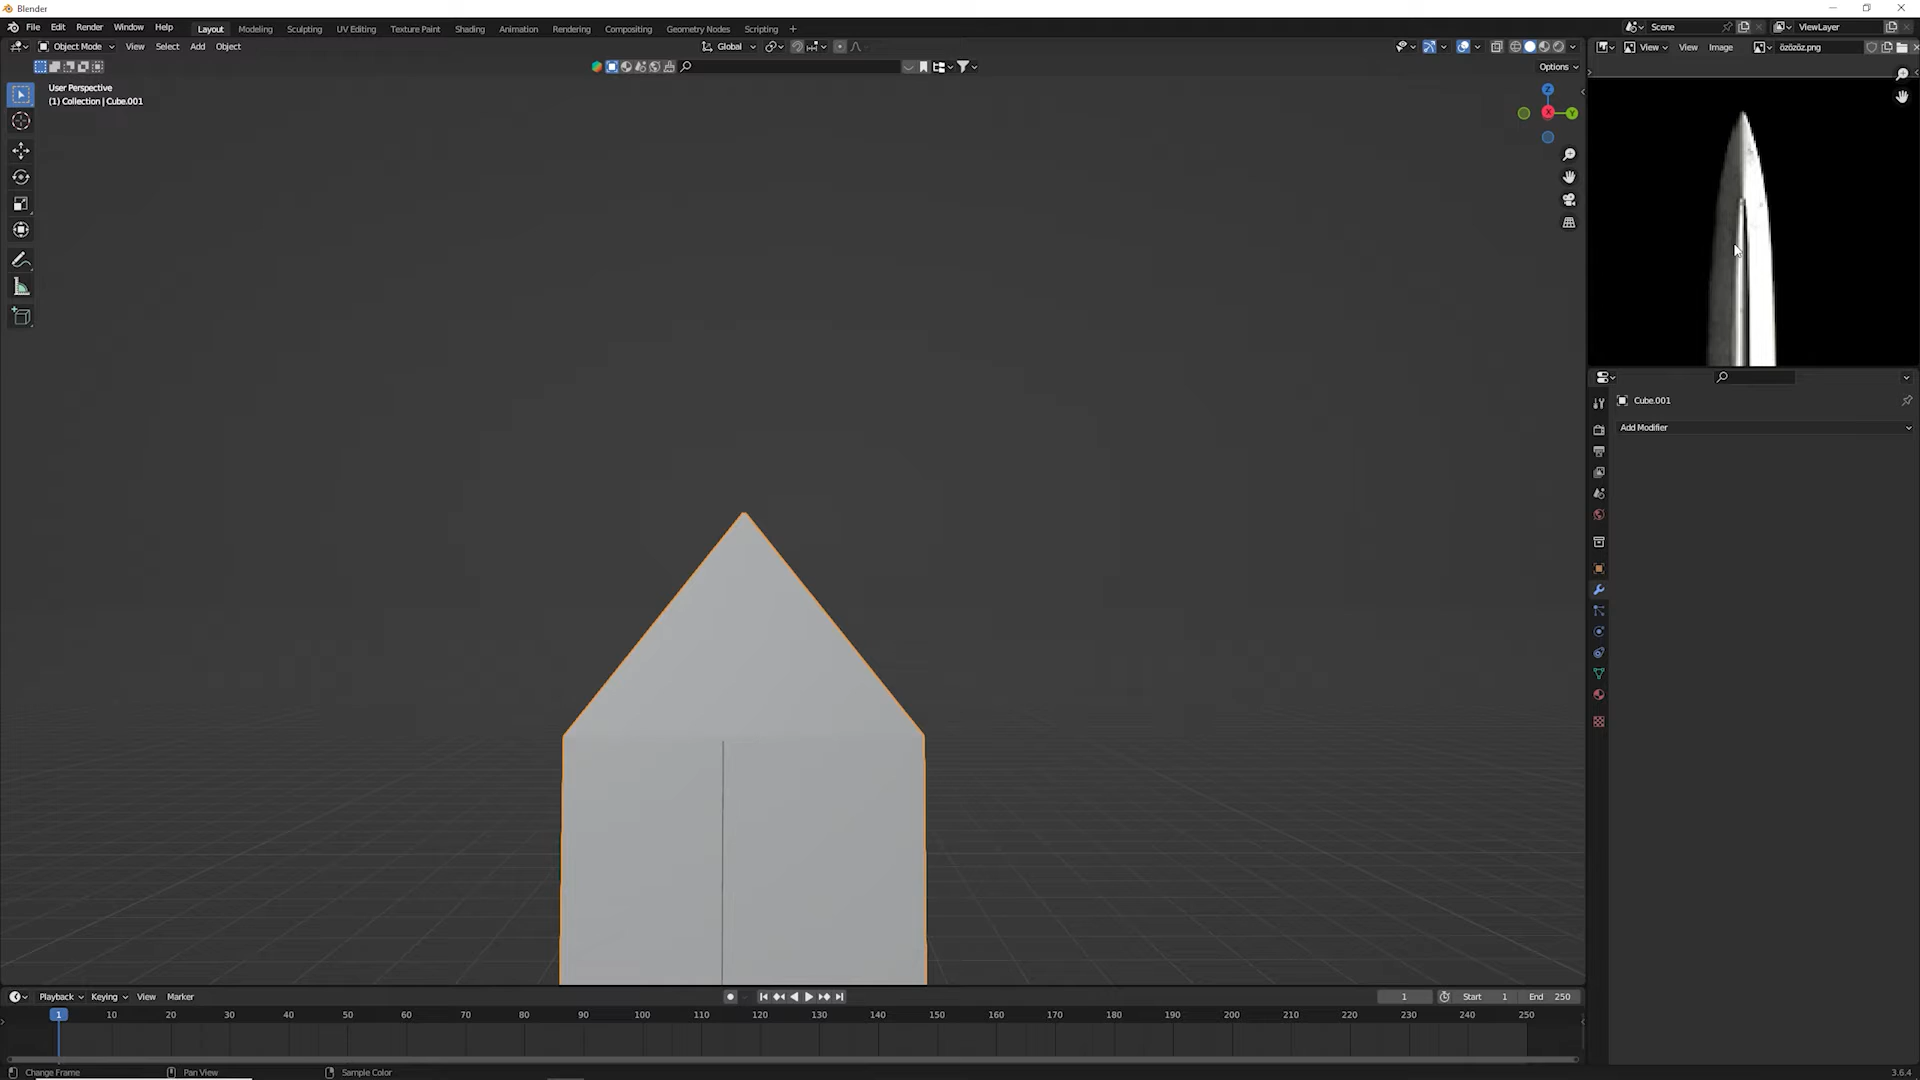 Blender
File Edit Render Window Help Layout Modeling Sculpting UV Editing Texture Paint Shading Animation Rendering Compositing Geometry Nodes Scripting + Scene ViewLayer
Object Mode View Select Add Object Global View View Image özözöz.png
Options
User Perspective
(1) Collection | Cube.001
Z
X
Y
Cube.001
Add Modifier
Playback Keying View Marker 1 Start 1 End 250
1 10 20 30 40 50 60 70 80 90 100 110 120 130 140 150 160 170 180 190 200 210 220 230 240 250
Change Frame Pan View Sample Color 3.6.4